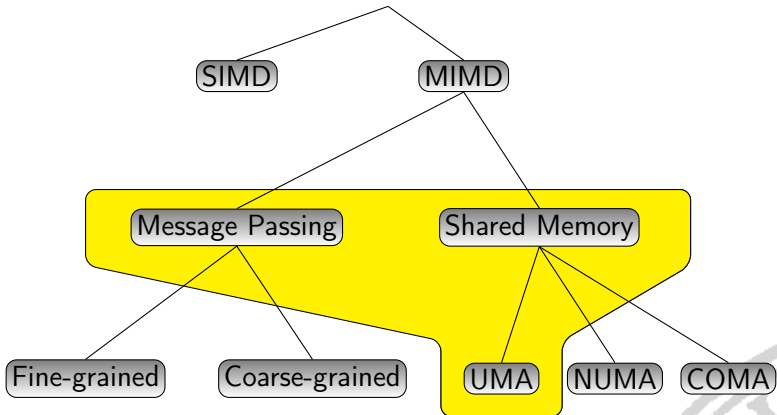 SIMD MIMD
Message Passing Shared Memory
Fine-grained Coarse-grained UMA NUMA COMA